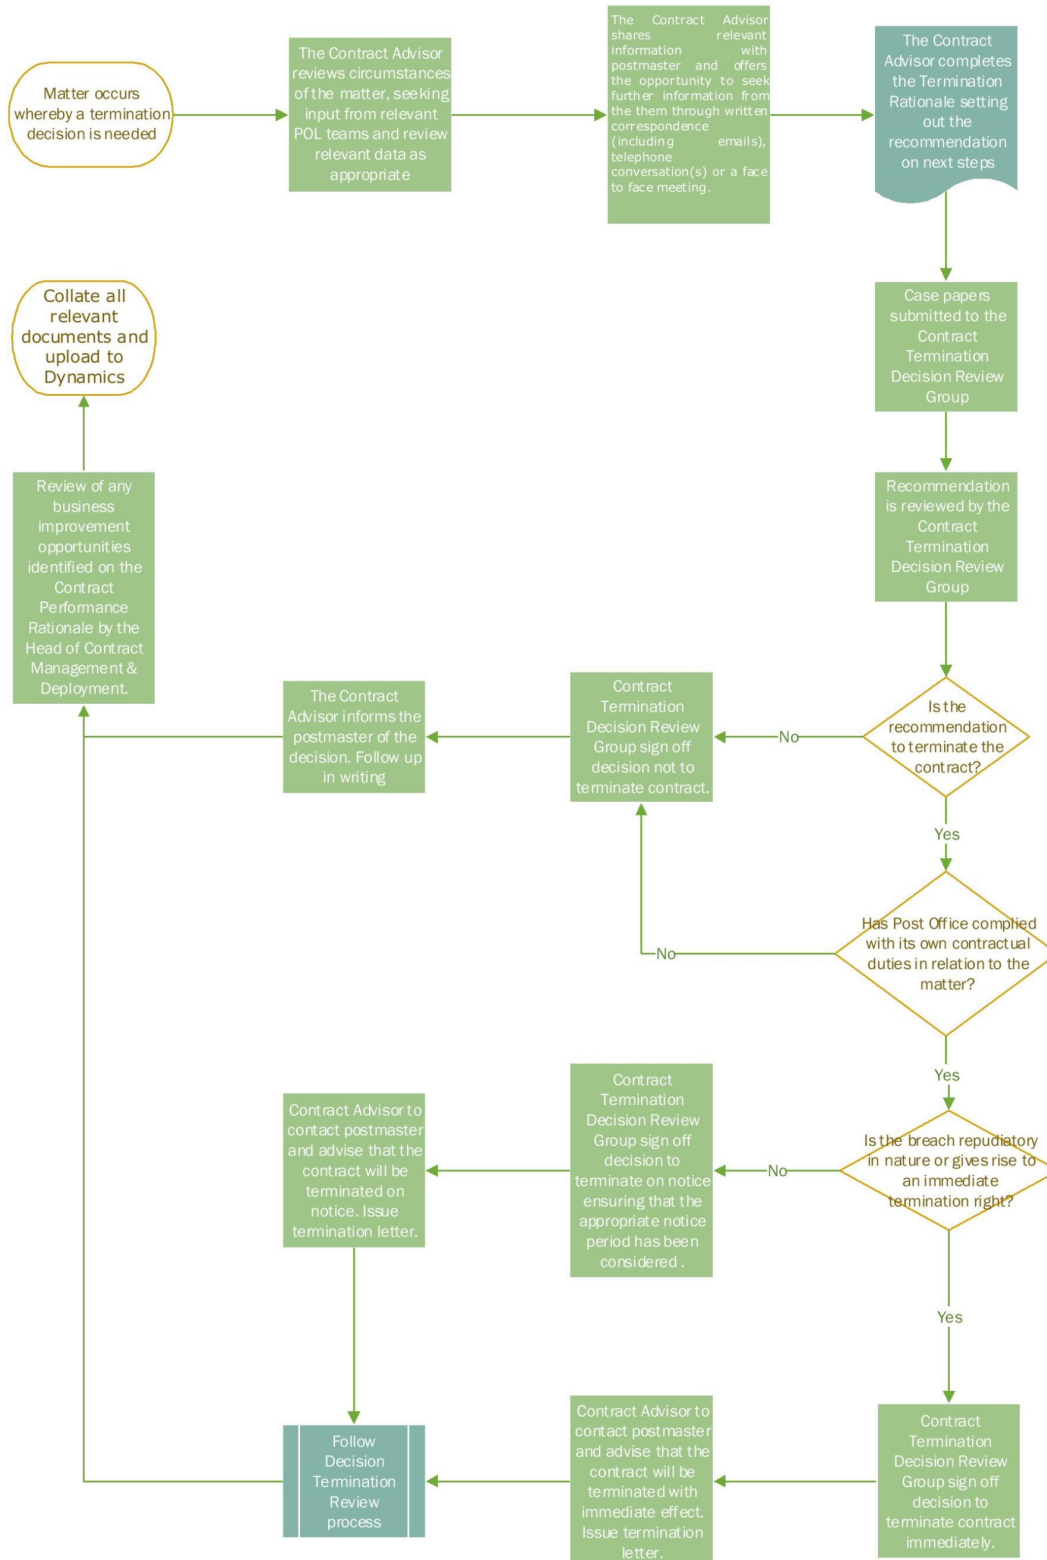 Matter occurs
whereby a termination
decision is needed
The Contract Advisor
reviews circumstances
of the matter, seeking
input from relevant
POL teams and review
relevant data as
appropriate
The Contract Advisor
shares relevant
information with
postmaster and offers
the opportunity to seek
further information from
the them through written
correspondence
(including emails),
telephone
conversation(s) or a face
to face meeting.
The Contract
Advisor completes
the Termination
Rationale setting
out the
recommendation
on next steps
Case papers
submitted to the
Contract
Termination
Decision Review
Group
Recommendation
is reviewed by the
Contract
Termination
Decision Review
Group
Is the
recommendation
to terminate the
contract?
No
Contract
Termination
Decision Review
Group sign off
decision not to
terminate contract.
The Contract
Advisor informs the
postmaster of the
decision. Follow up
in writing
Review of any
business
improvement
opportunities
identified on the
Contract
Performance
Rationale by the
Head of Contract
Management &
Deployment.
Collate all
relevant
documents and
upload to
Dynamics
Yes
Has Post Office complied
with its own contractual
duties in relation to the
matter?
No
Yes
Is the breach repudiatory
in nature or gives rise to
an immediate
termination right?
No
Contract
Termination
Decision Review
Group sign off
decision to
terminate on notice
ensuring that the
appropriate notice
period has been
considered .
Contract Advisor to
contact postmaster
and advise that the
contract will be
terminated on
notice. Issue
termination letter.
Yes
Contract
Termination
Decision Review
Group sign off
decision to
terminate contract
immediately.
Contract Advisor to
contact postmaster
and advise that the
contract will be
terminated with
immediate effect.
Issue termination
letter.
Follow
Decision
Termination
Review
process